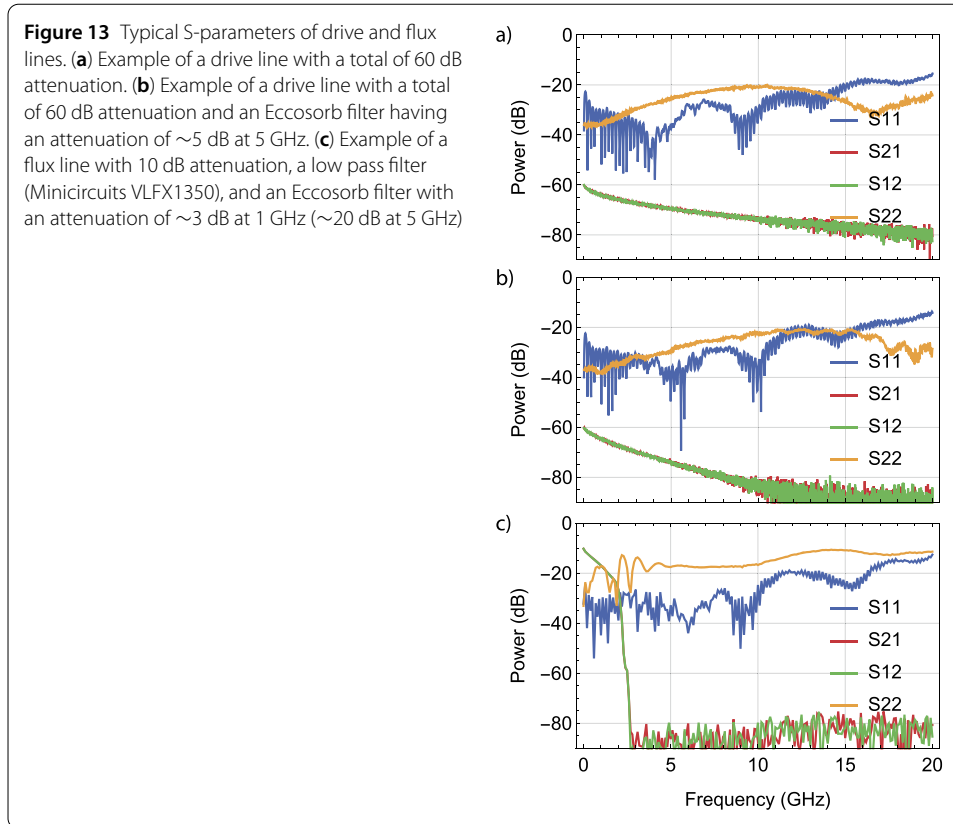 Figure 13 Typical S-parameters of drive and flux
lines. (a) Example of a drive line with a total of 60 dB
attenuation. (b) Example of a drive line with a total
of 60 dB attenuation and an Eccosorb filter having
an attenuation of ∼5 dB at 5 GHz. (c) Example of a
flux line with 10 dB attenuation, a low pass filter
(Minicircuits VLFX1350), and an Eccosorb filter with
an attenuation of ∼3 dB at 1 GHz (∼20 dB at 5 GHz)
a)
0
−20
−40
−60
−80
Power (dB)
S11
S21
S12
S22
b)
0
−20
−40
−60
−80
Power (dB)
S11
S21
S12
S22
c)
0
−20
−40
−60
−80
Power (dB)
S11
S21
S12
S22
0 5 10 15 20
Frequency (GHz)